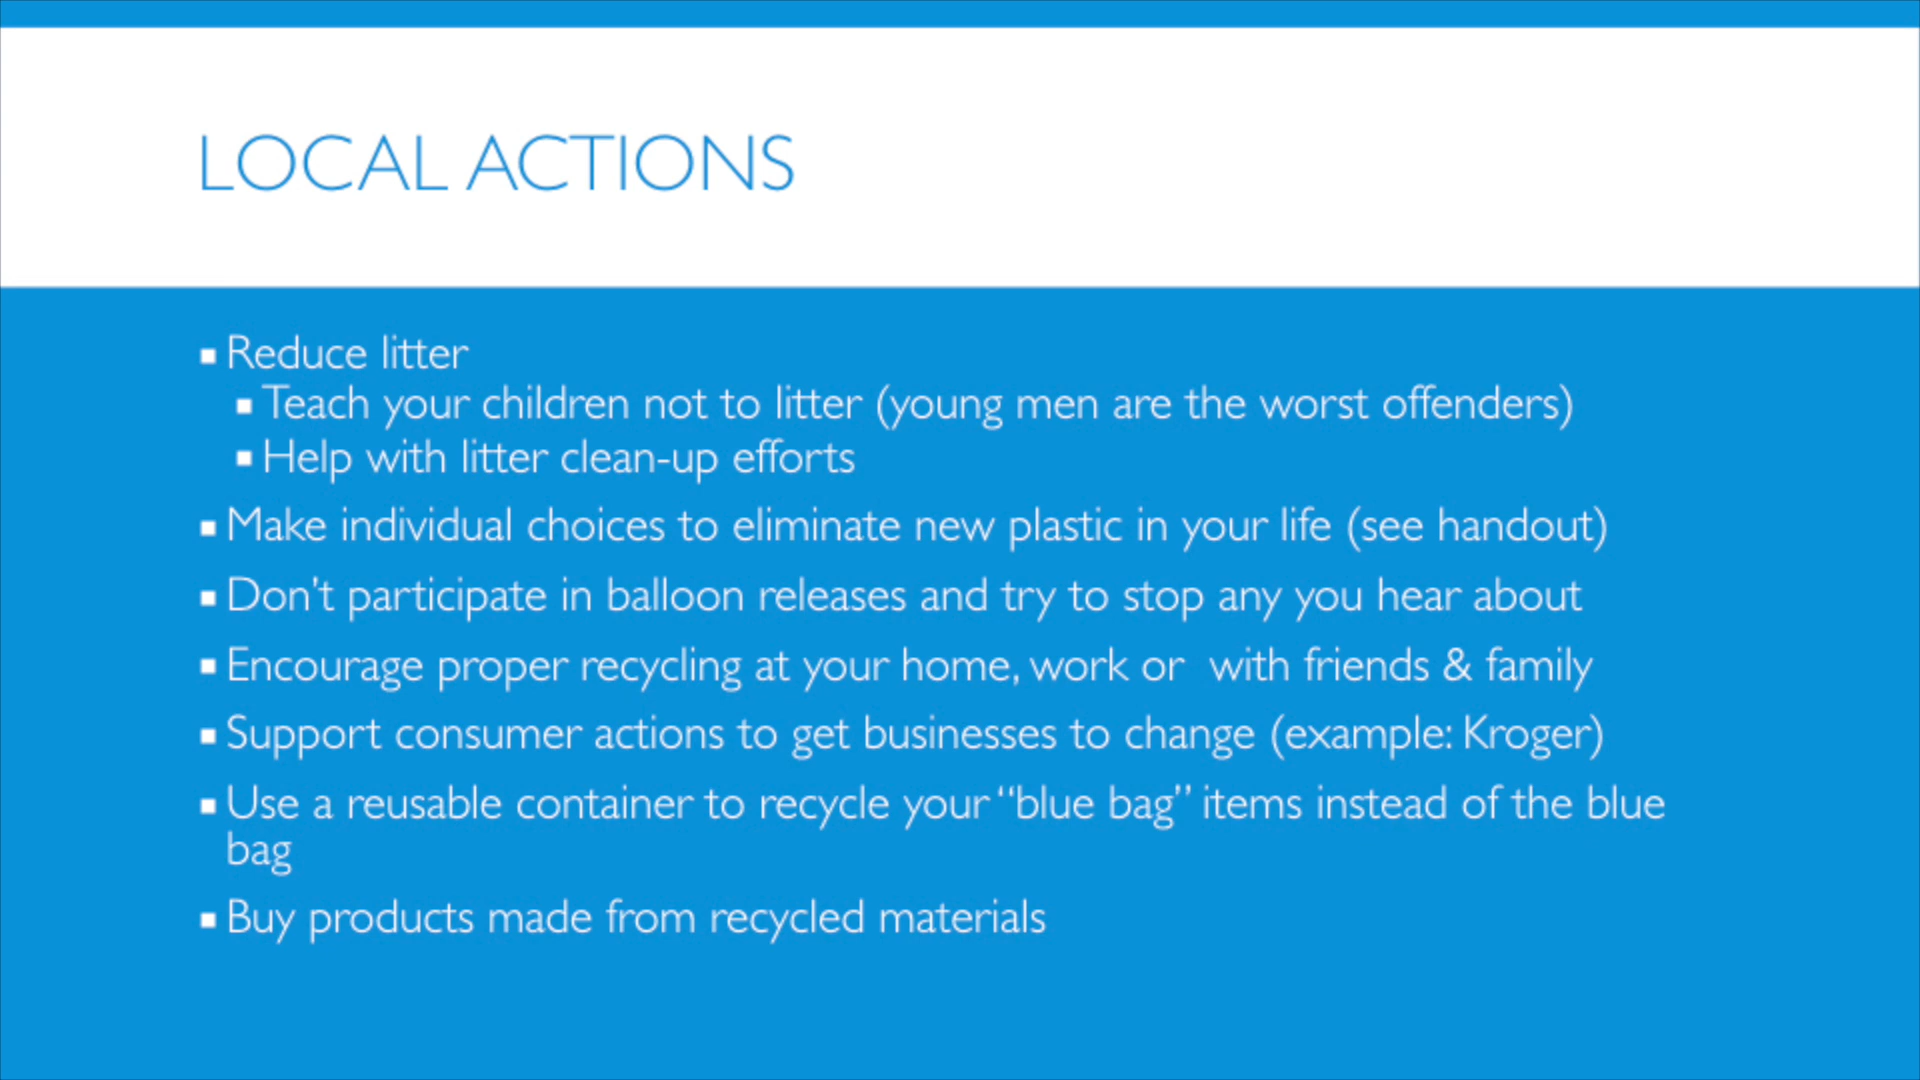 LOCAL ACTIONS
▪ Reduce litter
▪ Teach your children not to litter (young men are the worst offenders)
▪ Help with litter clean-up efforts
▪ Make individual choices to eliminate new plastic in your life (see handout)
▪ Don't participate in balloon releases and try to stop any you hear about
▪ Encourage proper recycling at your home, work or  with friends & family
▪ Support consumer actions to get businesses to change (example: Kroger)
▪ Use a reusable container to recycle your “blue bag” items instead of the blue
bag
▪ Buy products made from recycled materials